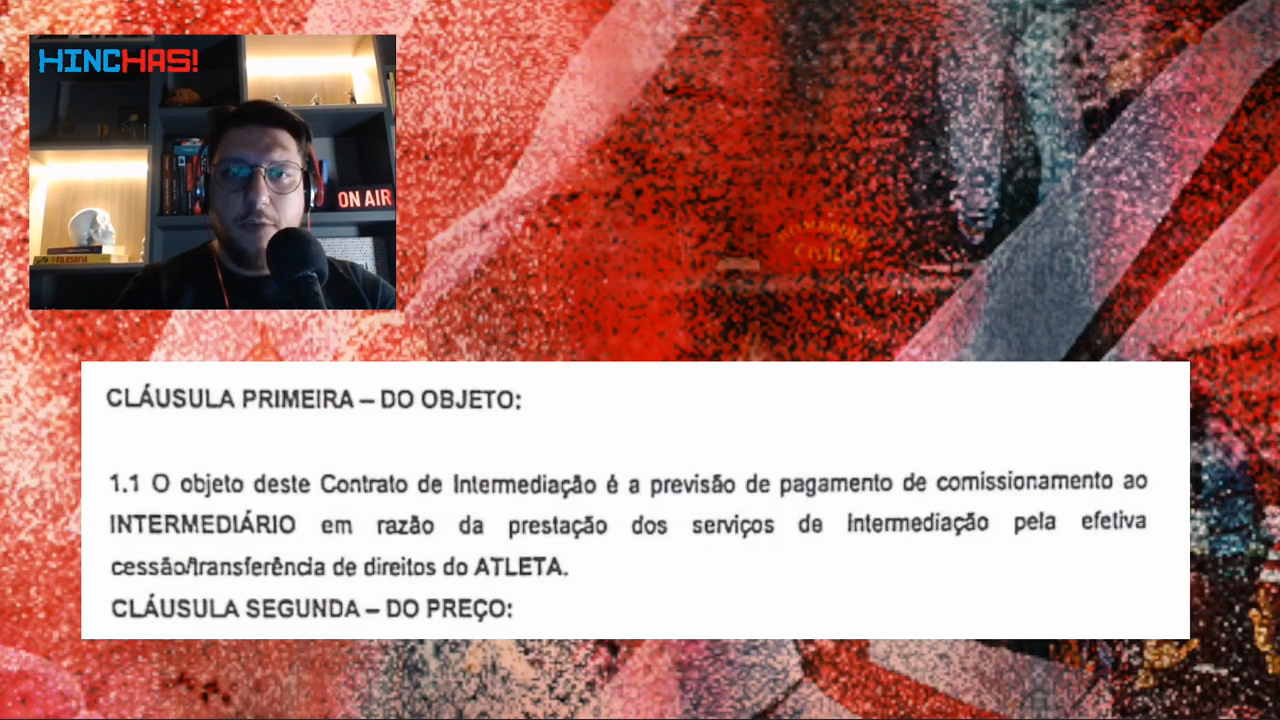 HINCHAS!
ON AIR
FILOSOFIA
CLÁUSULA PRIMEIRA – DO OBJETO:
1.1 O objeto deste Contrato de Intermediação é a previsão de pagamento de comissionamento ao
INTERMEDIÁRIO em razão da prestação dos serviços de intermediação pela efetiva
cessão/transferência de direitos do ATLETA.
CLÁUSULA SEGUNDA – DO PREÇO: